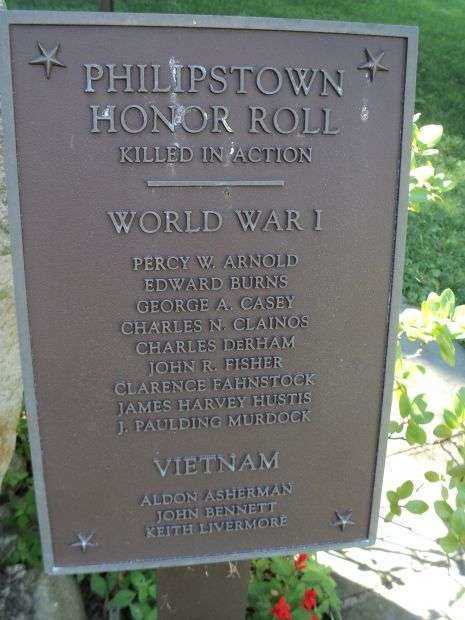 PHILIPSTOWN
HONOR ROLL
KILLED IN ACTION
WORLD WAR I
PERCY W. ARNOLD
EDWARD BURNS
GEORGE A. CASEY
CHARLES N. CLAINOS
CHARLES DERHAM
JOHN R. FISHER
CLARENCE FAHNSTOCK
JAMES HARVEY HUSTIS
J. PAULDING MURDOCK
VIETNAM
ALDON ASHERMAN
JOHN BENNETT
KEITH LIVERMORE